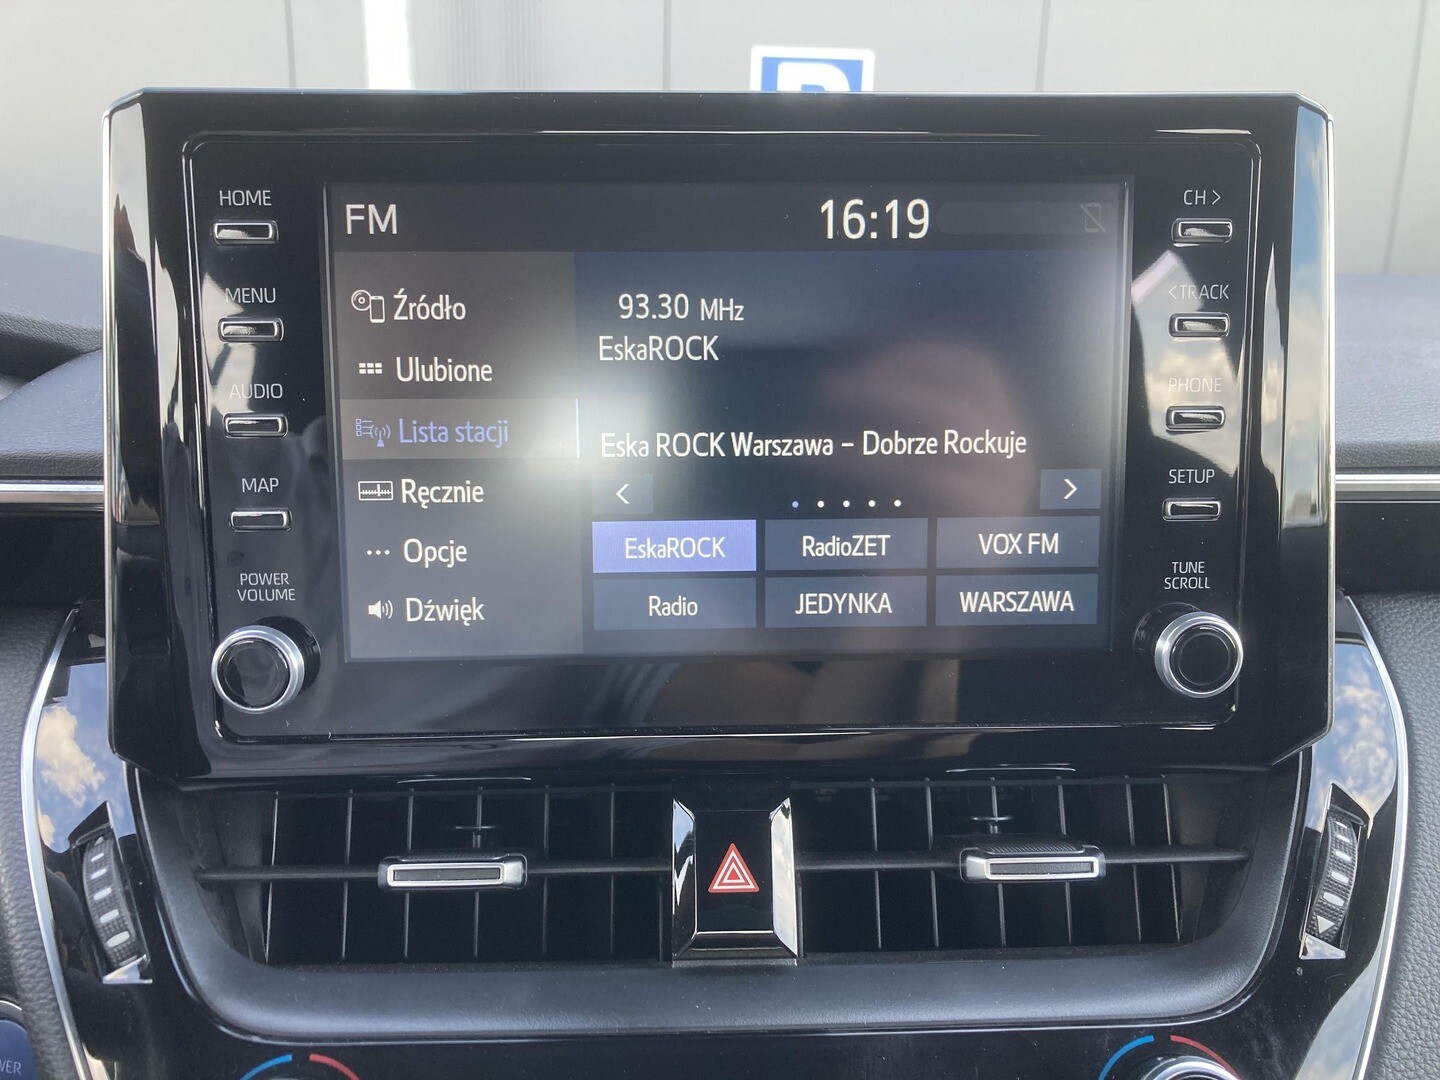 HOME
MENU
AUDIO
MAP
POWER
VOLUME
FM
16:19
Źródło
Ulubione
Lista stacji
Ręcznie
Opcje
Dźwięk
93.30 MHz
EskaROCK
Eska ROCK Warszawa – Dobrze Rockuje
< >
EskaROCK RadioZET VOX FM
Radio JEDYNKA WARSZAWA
CH >
<TRACK
PHONE
SETUP
TUNE
SCROLL